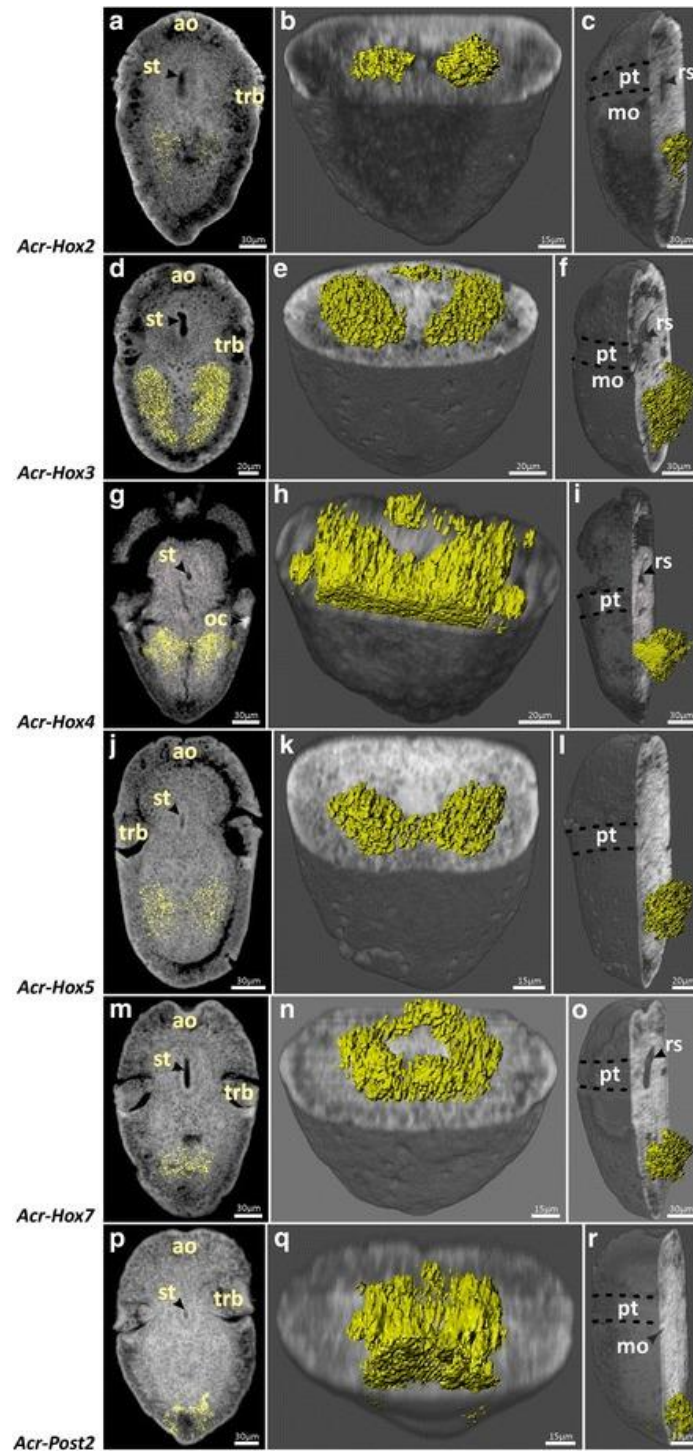 a
ao
st
trb
30µm
b
15µm
c
rs
pt
mo
30µm
Acr-Hox2
d
ao
st
trb
20µm
e
20µm
f
rs
pt
mo
30µm
Acr-Hox3
g
st
oc
30µm
h
20µm
i
rs
pt
30µm
Acr-Hox4
j
ao
st
trb
30µm
k
15µm
l
pt
20µm
Acr-Hox5
m
ao
st
trb
30µm
n
15µm
o
rs
pt
30µm
Acr-Hox7
p
ao
st
trb
30µm
q
15µm
r
pt
mo
30µm
Acr-Post2